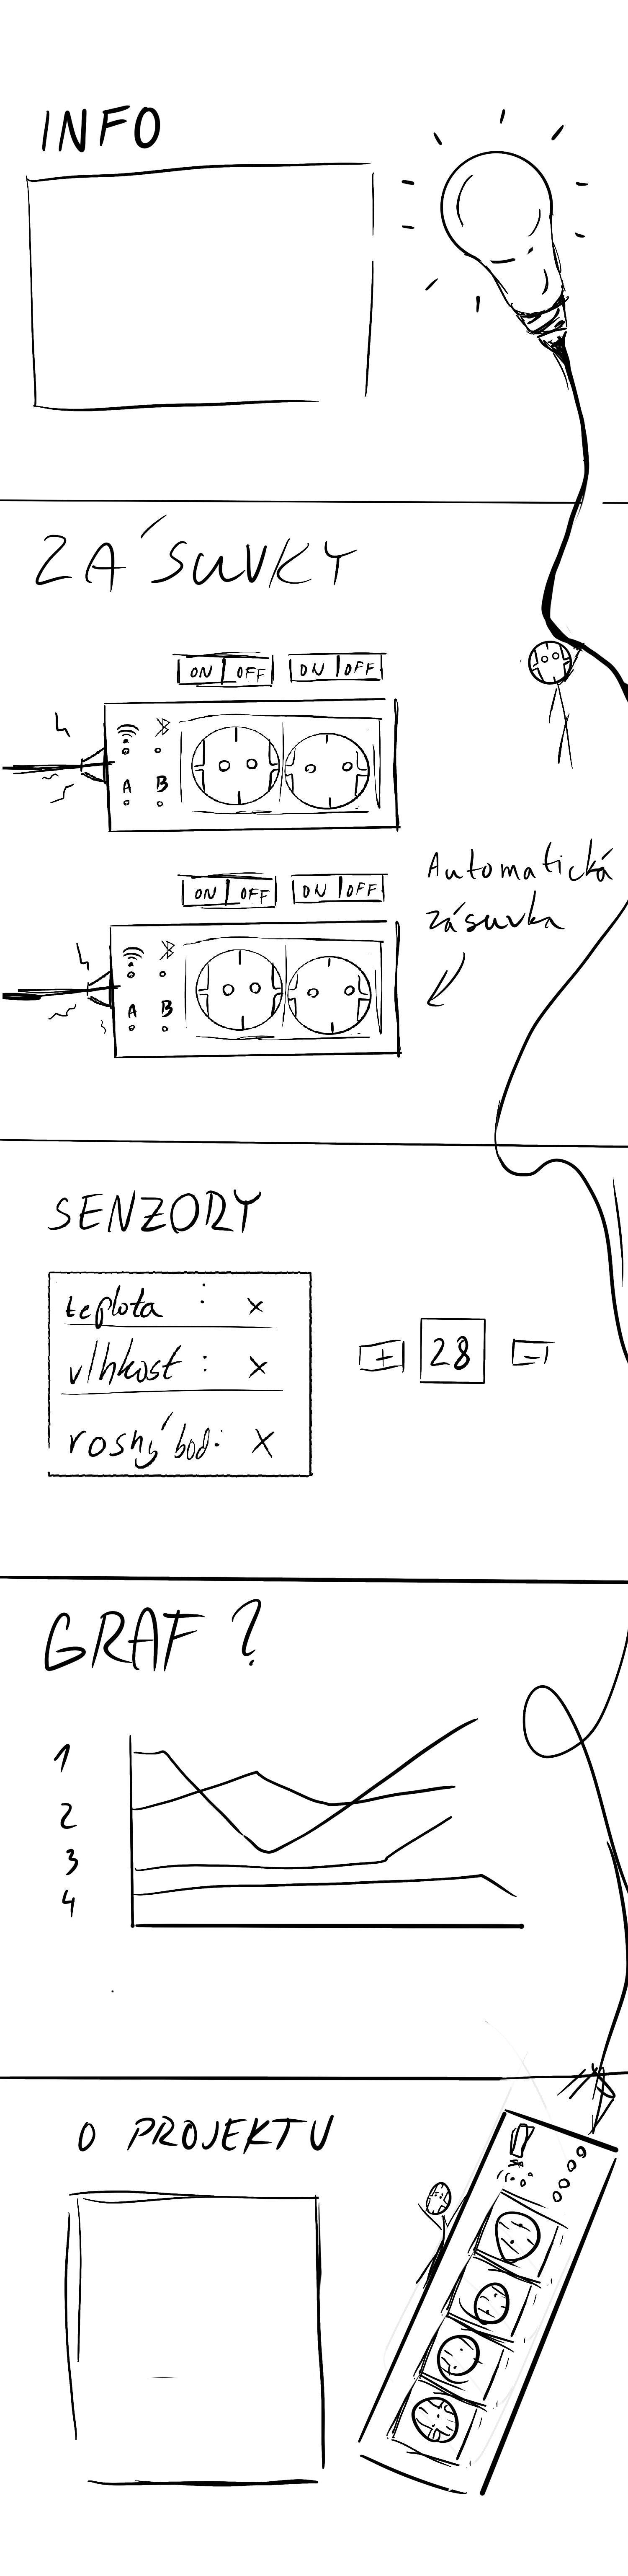 INFO
ZÁSUVKY
ON OFF ON OFF
A B
ON OFF ON OFF
Automatická
zásuvka
A B
SENZORY
teplota : x
vlhkost : x
rosný bod: x
+ 28 -
GRAF ?
1
2
3
4
O PROJEKTU